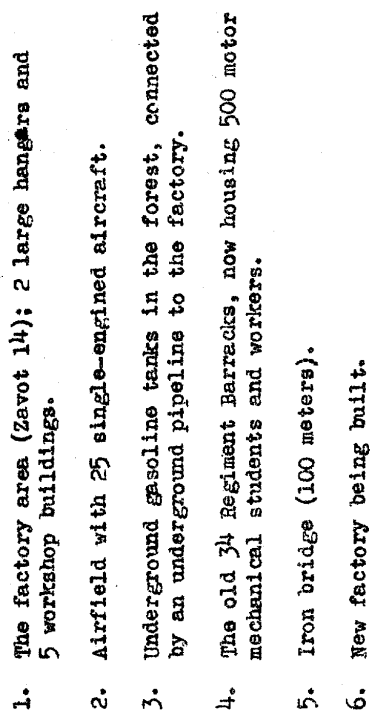 1. The factory area (Zavot 14); 2 large hangars and
5 workshop buildings.
2. Airfield with 25 single-engined aircraft.
3. Underground gasoline tanks in the forest, connected
by an underground pipeline to the factory.
4. The old 34 Regiment Barracks, now housing 500 motor
mechanical students and workers.
5. Iron bridge (100 meters).
6. New factory being built.